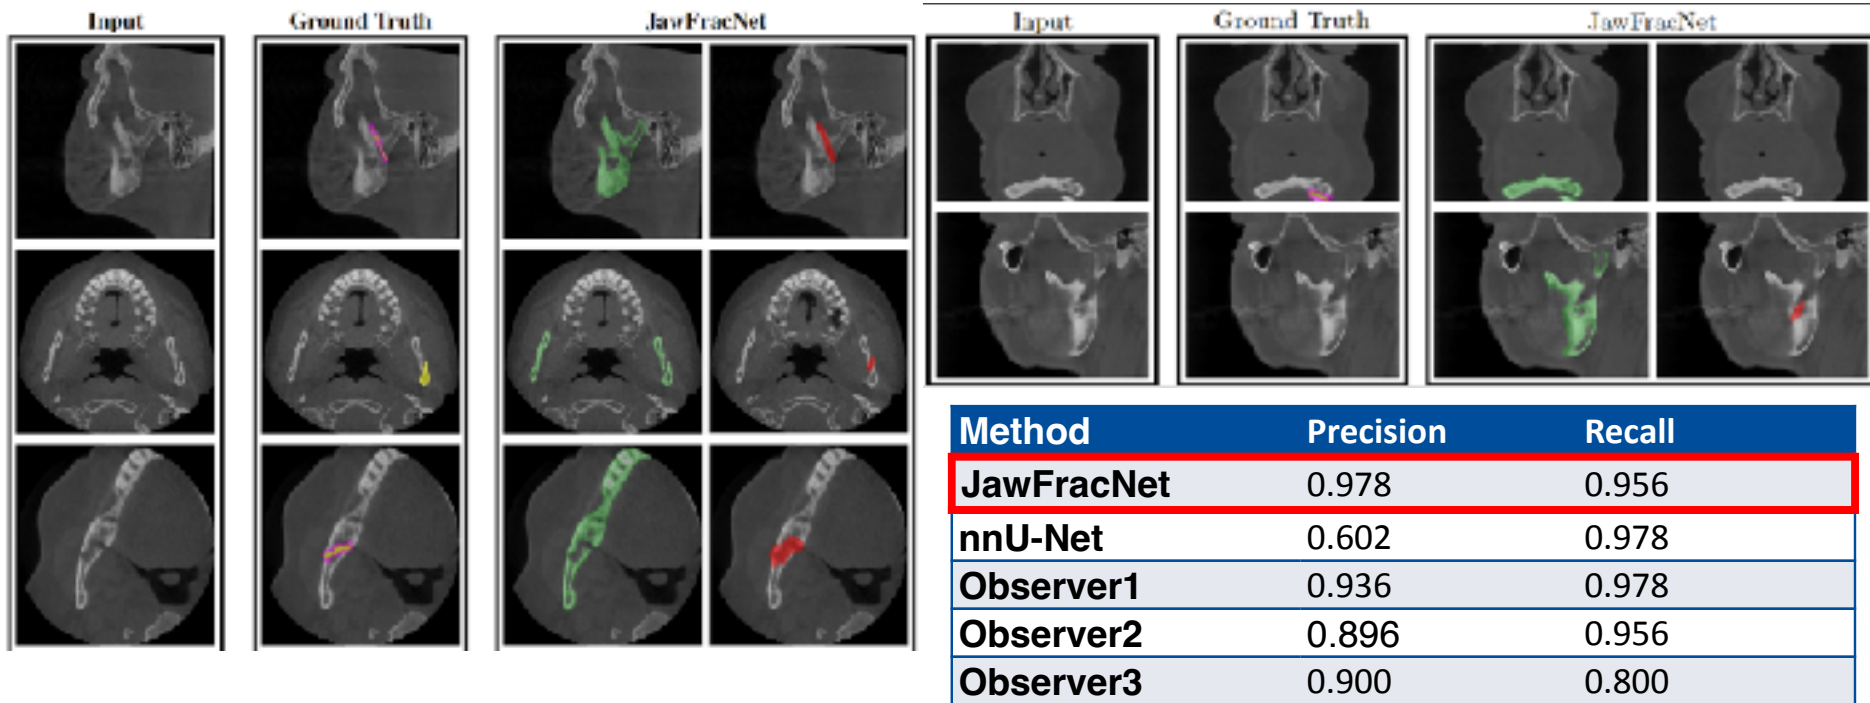 Input Ground Truth JawFracNet
Input Ground Truth JawFracNet
Method Precision Recall
JawFracNet 0.978 0.956
nnU-Net 0.602 0.978
Observer1 0.936 0.978
Observer2 0.896 0.956
Observer3 0.900 0.800